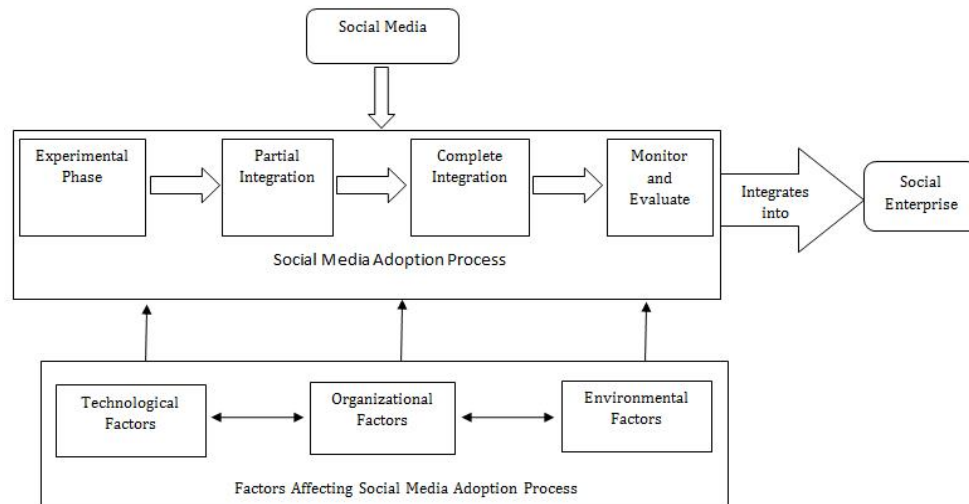 Social Media
Experimental
Phase
Partial
Integration
Complete
Integration
Monitor
and
Evaluate
Integrates
into
Social
Enterprise
Social Media Adoption Process
Technological
Factors
Organizational
Factors
Environmental
Factors
Factors Affecting Social Media Adoption Process